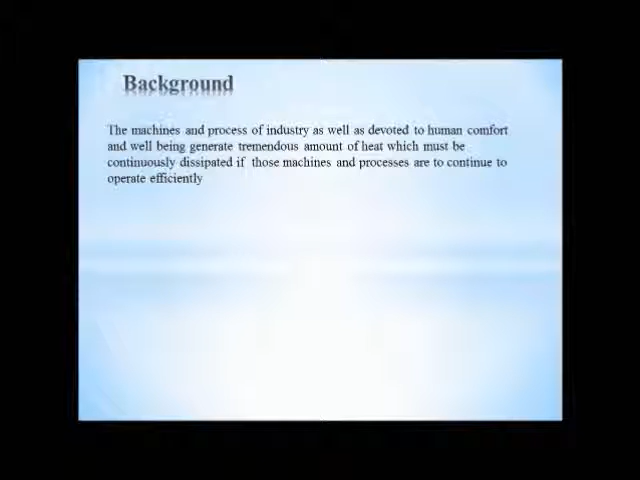 Background
The machines and process of industry as well as devoted to human comfort
and well being generate tremendous amount of heat which must be
continuously dissipated if those machines and processes are to continue to
operate efficiently